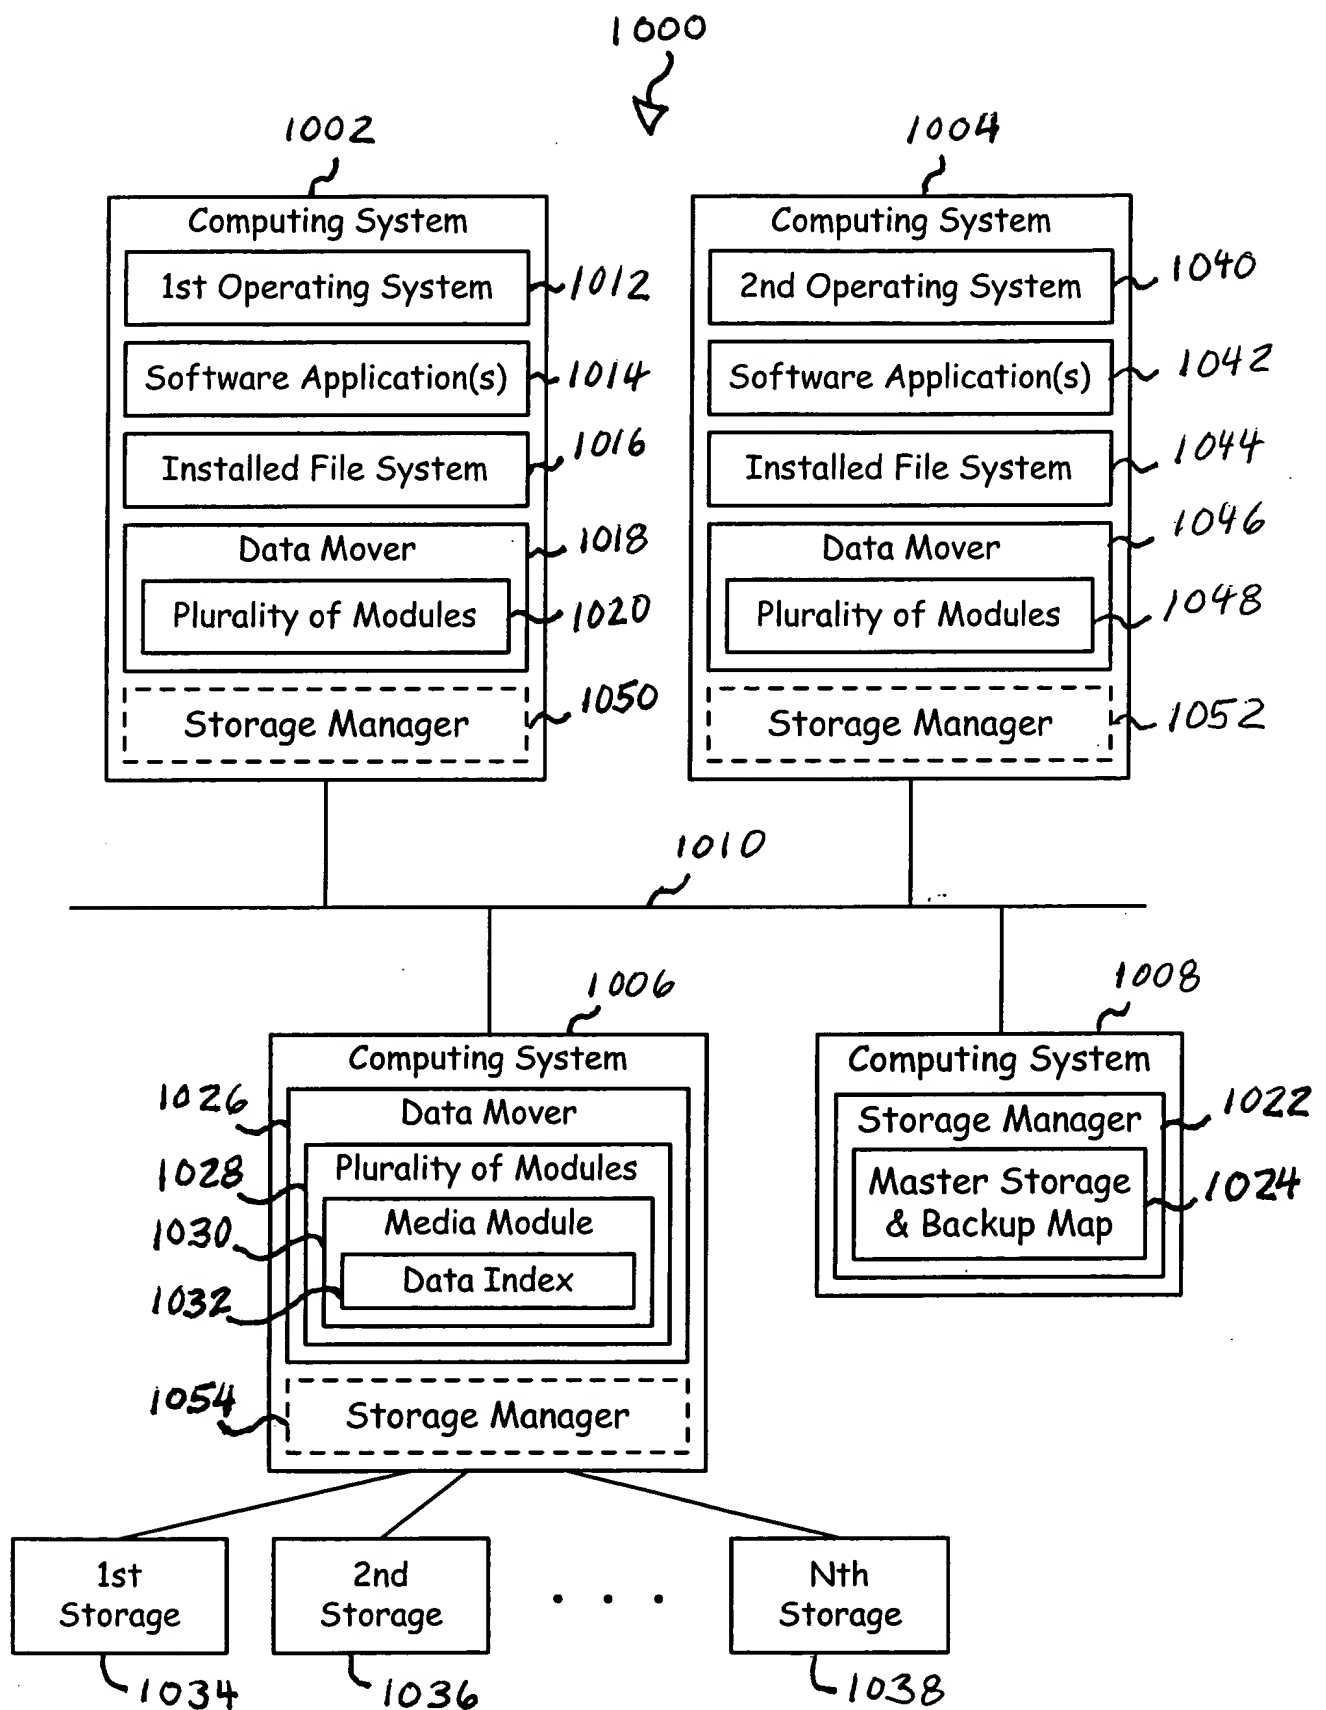 1000
1002
Computing System
1st Operating System
1012
Software Application(s)
1014
Installed File System
1016
Data Mover
1018
Plurality of Modules
1020
Storage Manager
1050
1004
Computing System
2nd Operating System
1040
Software Application(s)
1042
Installed File System
1044
Data Mover
1046
Plurality of Modules
1048
Storage Manager
1052
1010
1006
Computing System
1026
Data Mover
1028
Plurality of Modules
1030
Media Module
1032
Data Index
1054
Storage Manager
1008
Computing System
Storage Manager
1022
Master Storage
& Backup Map
1024
1st
Storage
1034
2nd
Storage
1036
. . .
Nth
Storage
1038